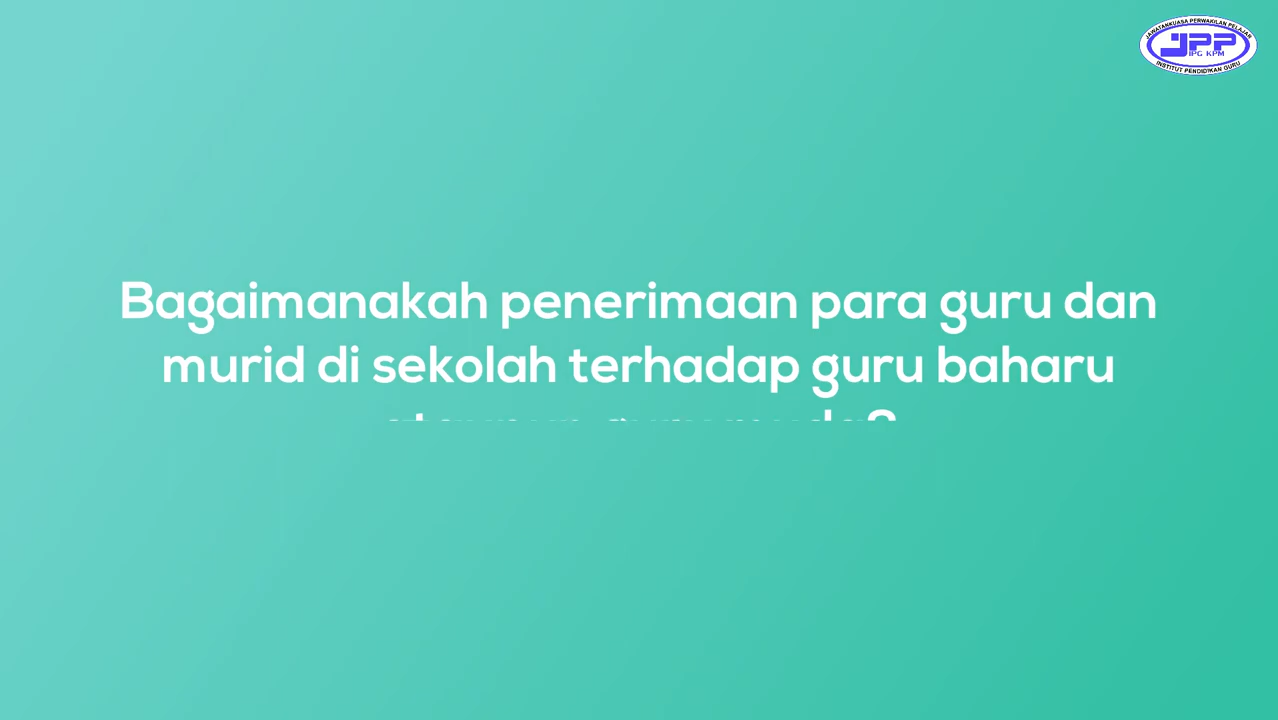 JAWATANKUASA PERWAKILAN PELAJAR
JPP
IPG KPM
INSTITUT PENDIDIKAN GURU
Bagaimanakah penerimaan para guru dan
murid di sekolah terhadap guru baharu